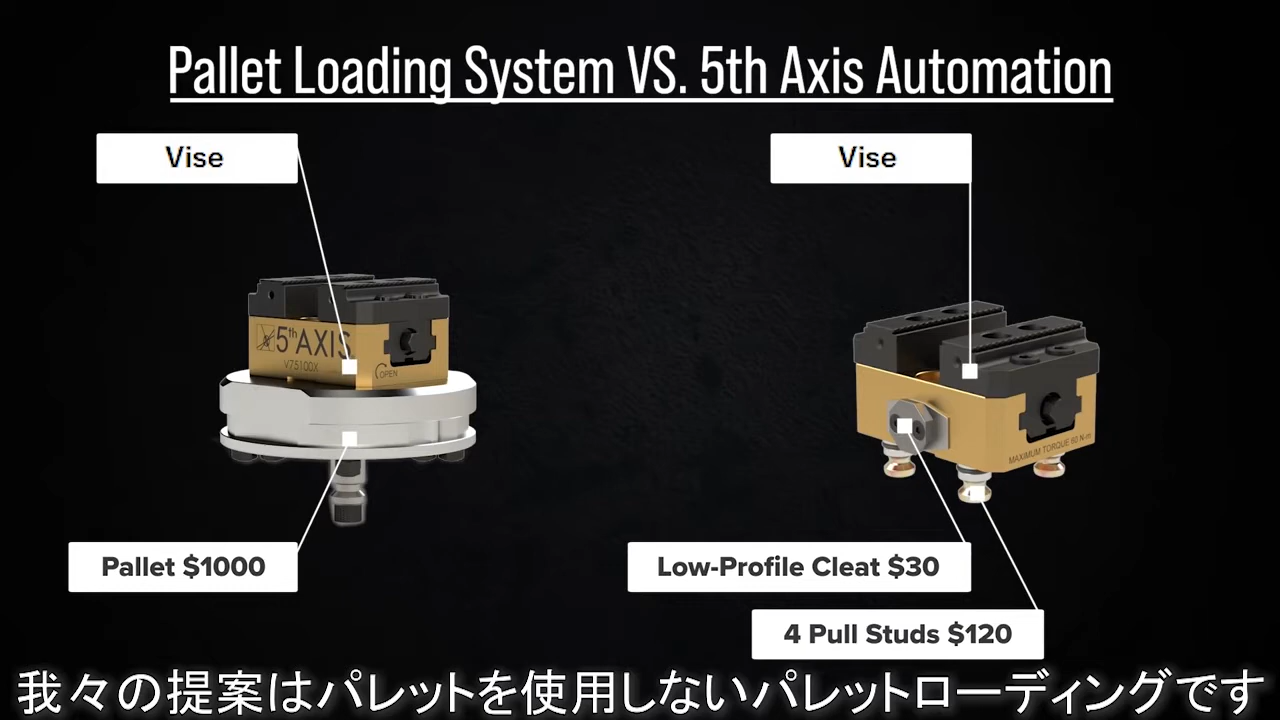 Pallet Loading System VS. 5th Axis Automation
Vise
Vise
5th AXIS
V75100X
OPEN
MAXIMUM TORQUE 60 N-m
Pallet $1000
Low-Profile Cleat $30
4 Pull Studs $120
我々の提案はパレットを使用しないパレットローディングです